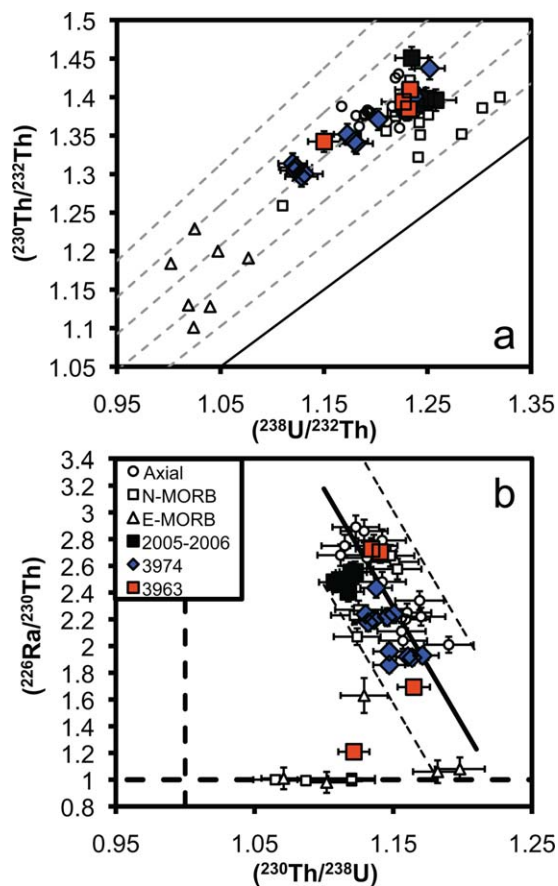 1.5
1.45
1.4
1.35
1.3
1.25
1.2
1.15
1.1
1.05
(²³⁰Th/²³²Th)
a
0.95 1.05 1.15 1.25 1.35
(²³⁸U/²³²Th)
3.4
3.2
3
2.8
2.6
2.4
2.2
2
1.8
1.6
1.4
1.2
1
0.8
(²²⁶Ra/²³⁰Th)
b
Axial
N-MORB
E-MORB
2005-2006
3974
3963
0.95 1.05 1.15 1.25
(²³⁰Th/²³⁸U)